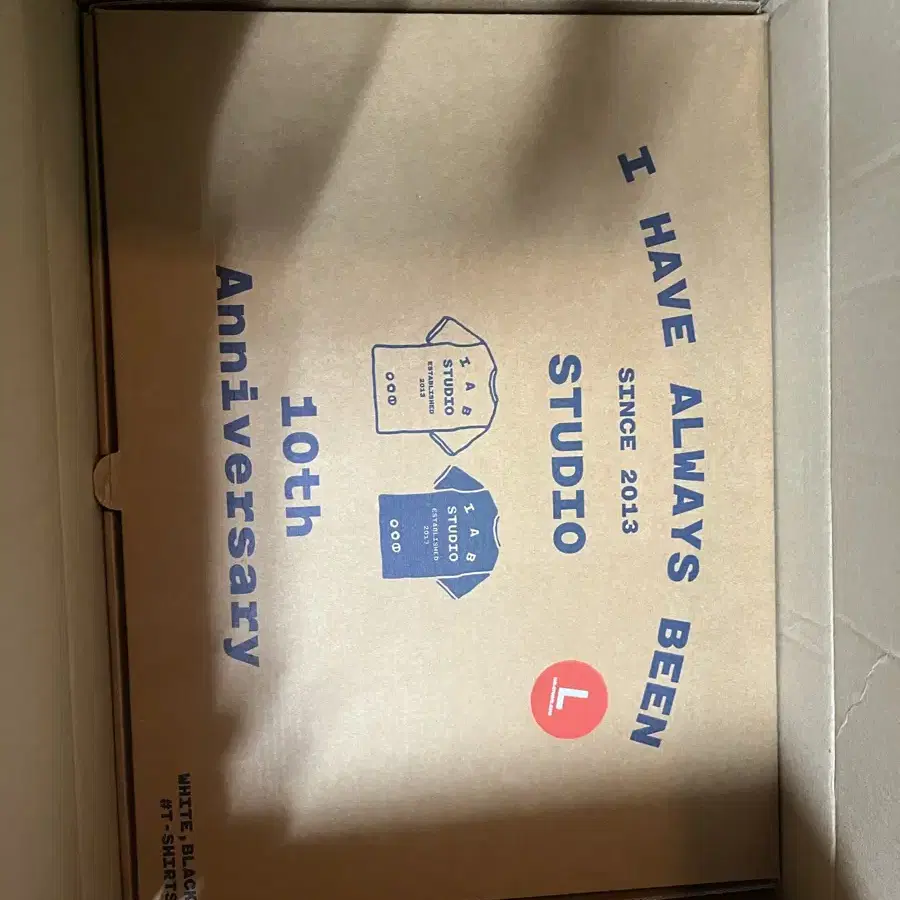 I HAVE ALWAYS BEEN
SINCE 2013
STUDIO
L
I A B
STUDIO
ESTABLISHED
2013
I A B
STUDIO
ESTABLISHED
2013
10th
Anniversary
WHITE, BLACK
#T-SHIRTS